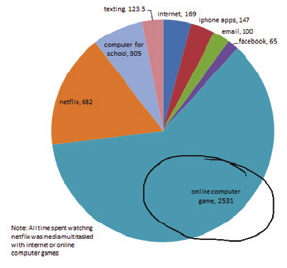 texting, 123.5
internet, 169
iphone apps, 147
email, 100
facebook, 65
computer for
school, 305
netflix, 682
online computer
game, 2531
Note: All time spent watching
netflix was mediamultitasked
with internet or online
computer games